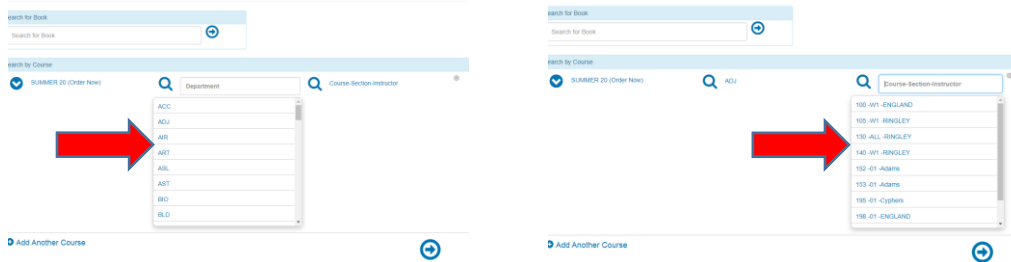 Search for Book
Search for Book
Search by Course
SUMMER 20 (Order Now)
Department
Course-Section-Instructor
ACC
ADJ
AIR
ART
ASL
AST
BIO
BLD
Add Another Course
Search for Book
Search for Book
Search by Course
SUMMER 20 (Order Now)
ADJ
Course-Section-Instructor
100 -W1 -ENGLAND
105 -W1 -RINGLEY
130 -ALL -RINGLEY
140 -W1 -RINGLEY
152 -01 -Adams
153 -01 -Adams
195 -01 -Cyphers
198 -01 -ENGLAND
Add Another Course